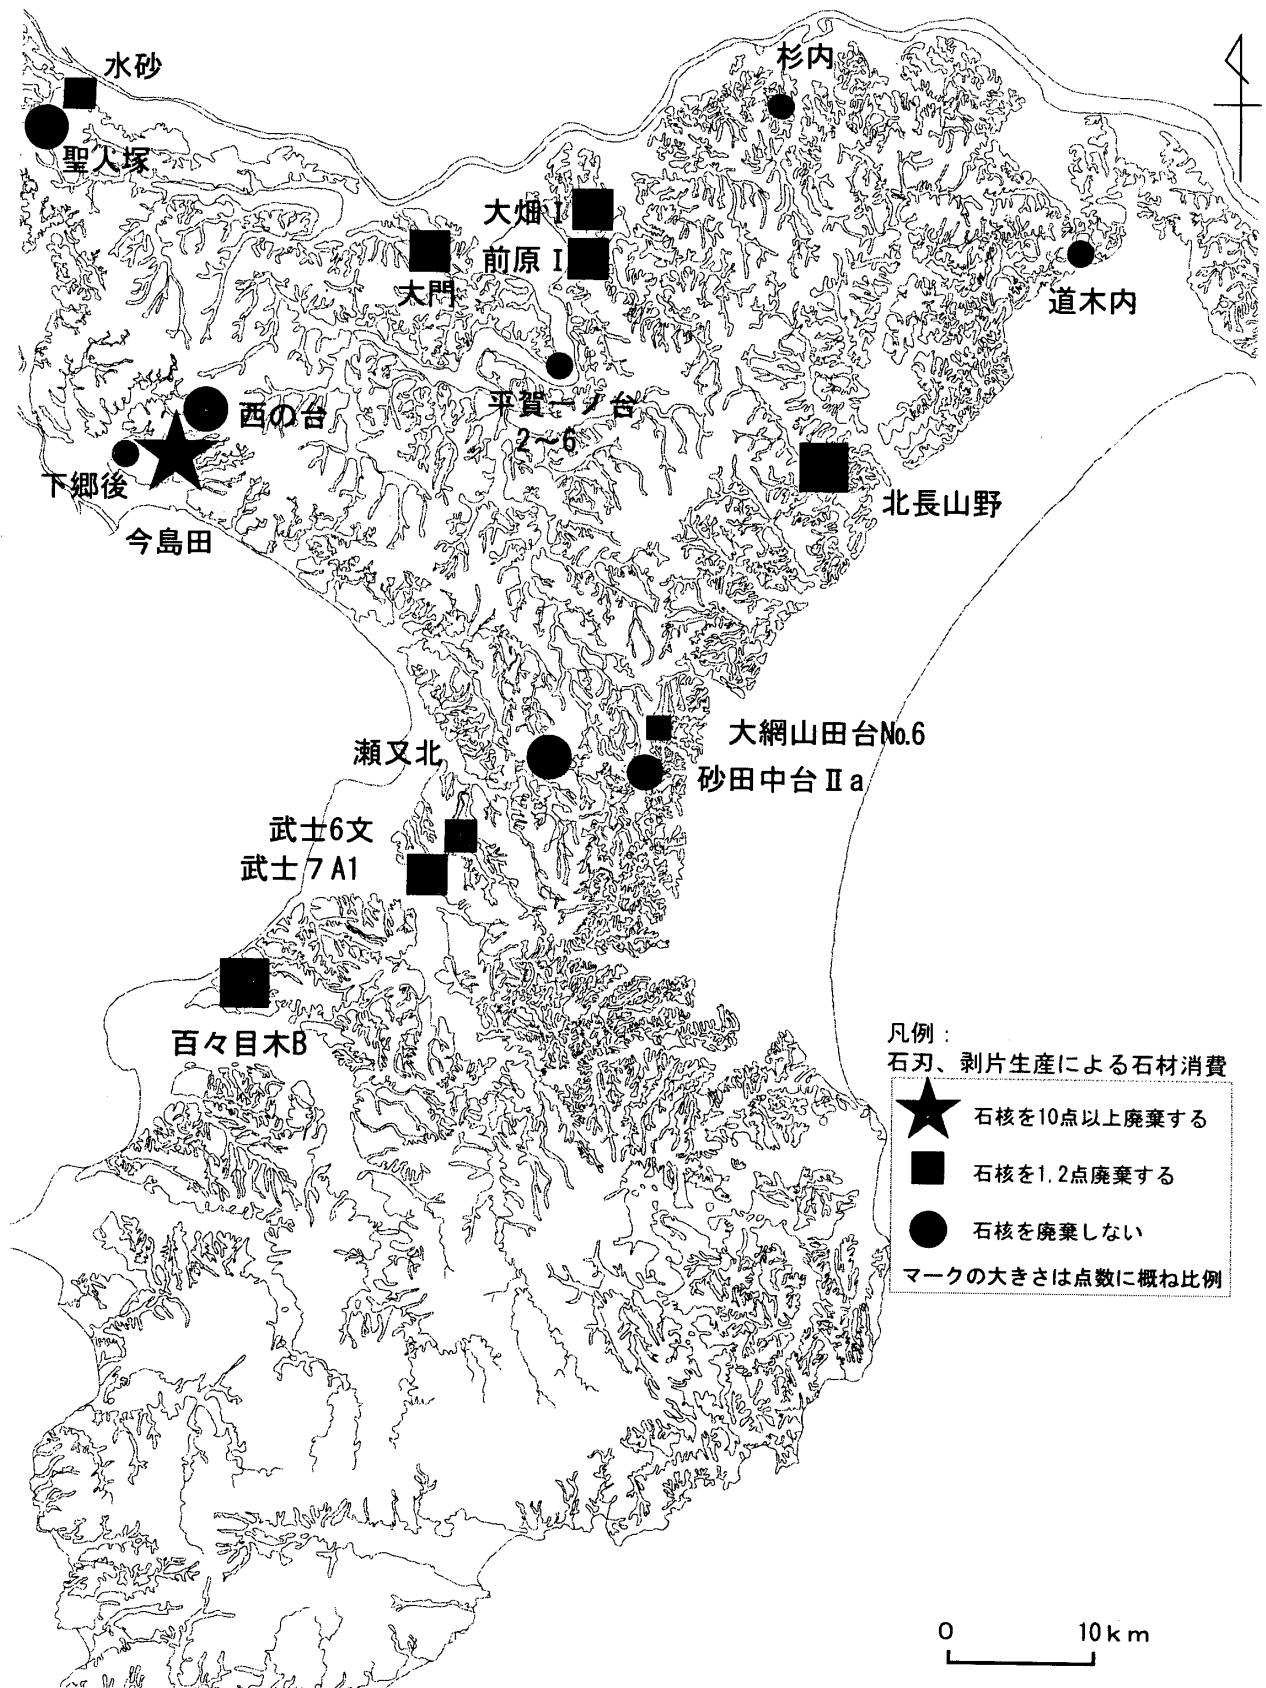 水砂
聖人塚
杉内
大畑Ⅰ
前原Ⅰ
大門
道木内
平賀一ノ台
2～6
西の台
下郷後
今島田
北長山野
大網山田台No.6
瀬又北
砂田中台Ⅱa
武士6文
武士7A1
百々目木B
凡例：
石刃、剥片生産による石材消費
石核を10点以上廃棄する
石核を1,2点廃棄する
石核を廃棄しない
マークの大きさは点数に概ね比例
0 10km